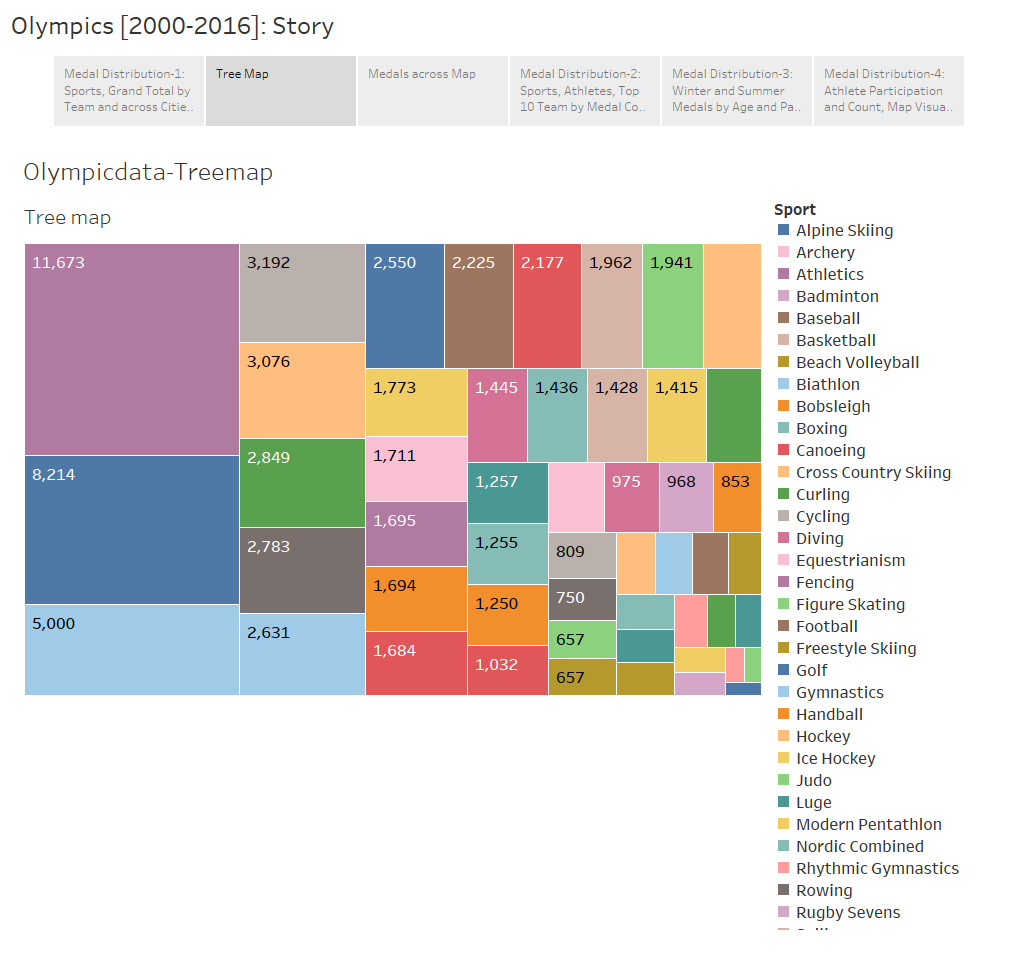 Olympics [2000-2016]: Story
Medal Distribution-1:
Sports, Grand Total by
Team and across Citie..
Tree Map
Medals across Map
Medal Distribution-2:
Sports, Athletes, Top
10 Team by Medal Co..
Medal Distribution-3:
Winter and Summer
Medals by Age and Pa..
Medal Distribution-4:
Athlete Participation
and Count, Map Visua..
Olympicdata-Treemap
Tree map
11,673
8,214
5,000
3,192
3,076
2,849
2,783
2,631
2,550
2,225
2,177
1,962
1,941
1,773
1,711
1,695
1,694
1,684
1,445
1,436
1,428
1,415
1,257
1,255
1,250
1,032
975
968
853
809
750
657
657
Sport
Alpine Skiing
Archery
Athletics
Badminton
Baseball
Basketball
Beach Volleyball
Biathlon
Bobsleigh
Boxing
Canoeing
Cross Country Skiing
Curling
Cycling
Diving
Equestrianism
Fencing
Figure Skating
Football
Freestyle Skiing
Golf
Gymnastics
Handball
Hockey
Ice Hockey
Judo
Luge
Modern Pentathlon
Nordic Combined
Rhythmic Gymnastics
Rowing
Rugby Sevens